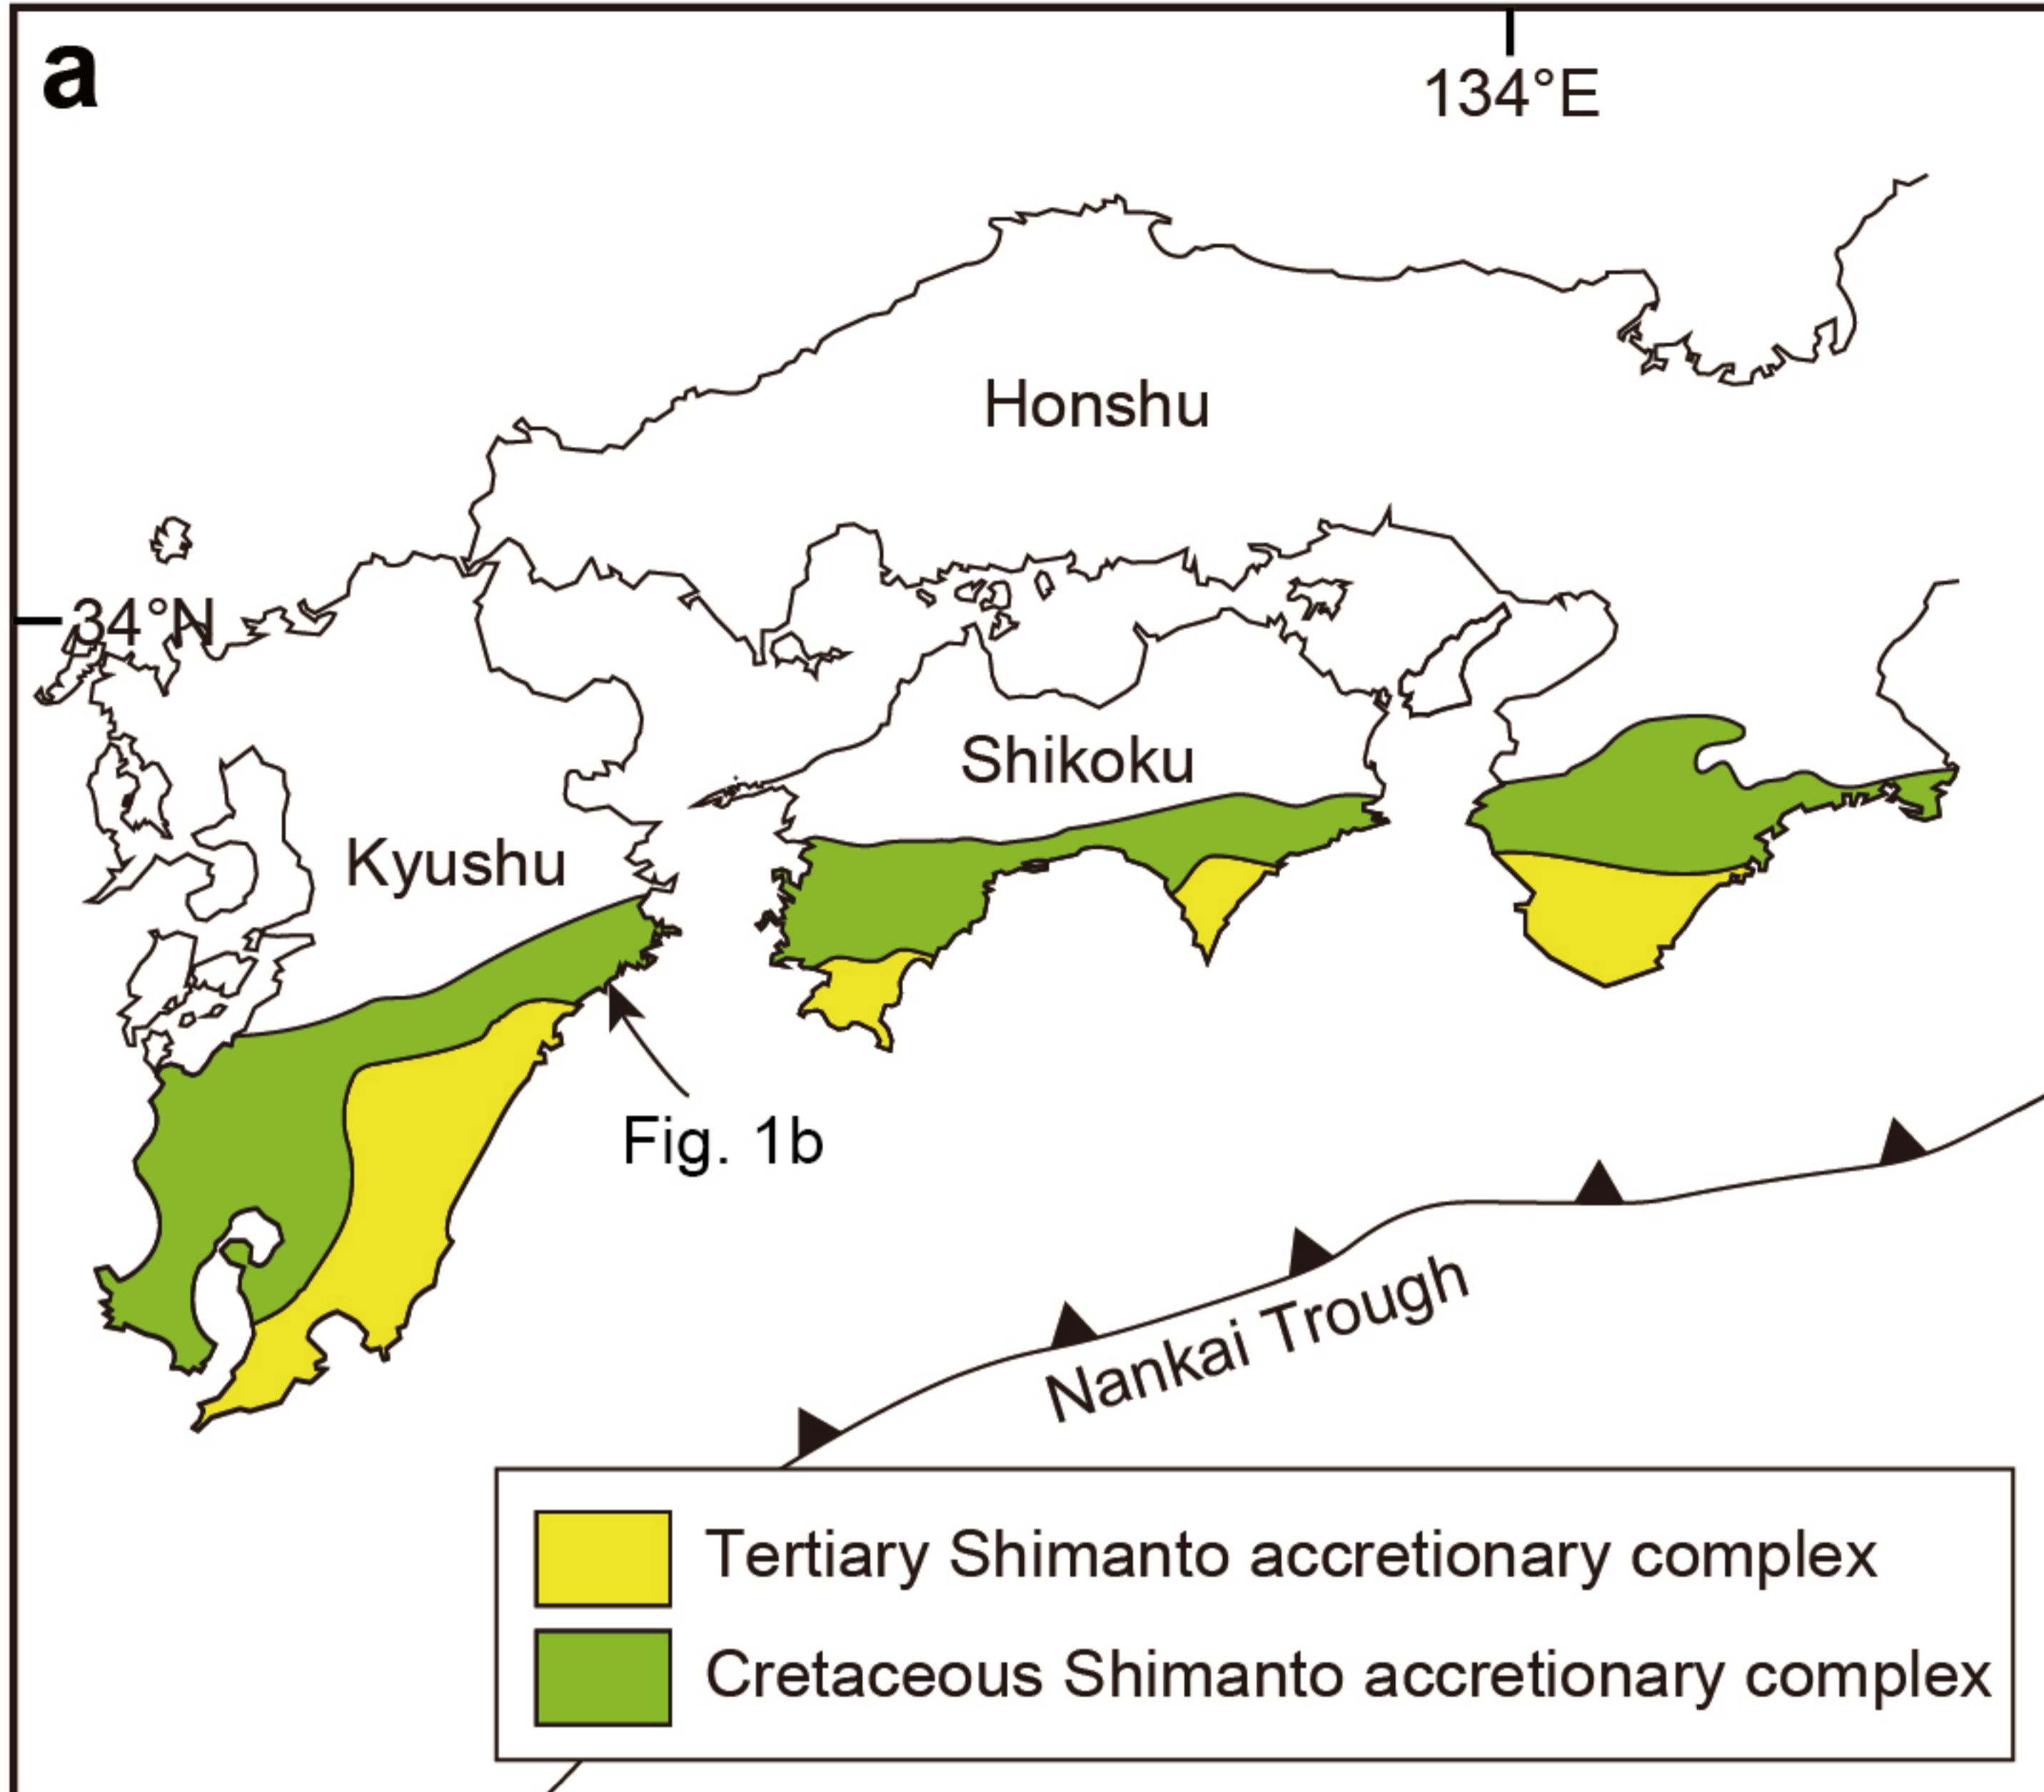 a
134°E
Honshu
34°N
Shikoku
Kyushu
Fig. 1b
Nankai Trough
Tertiary Shimanto accretionary complex
Cretaceous Shimanto accretionary complex